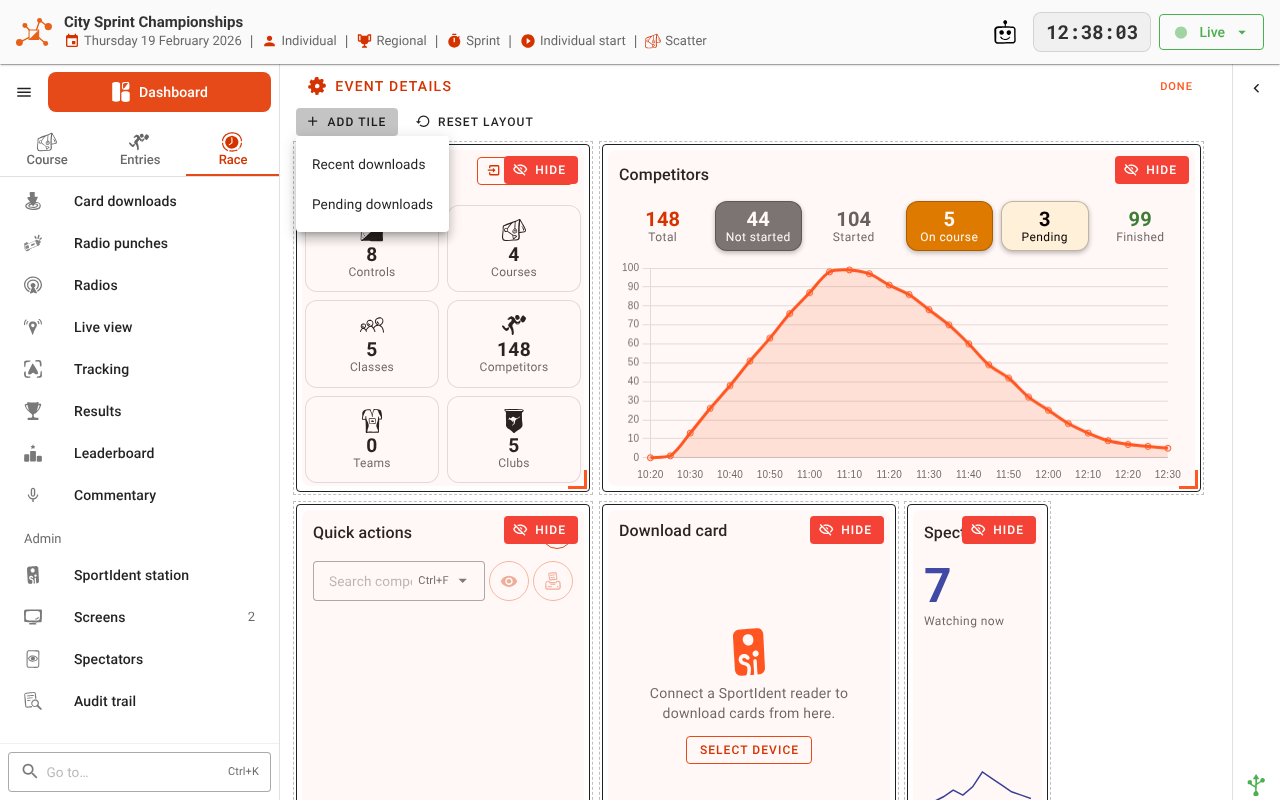 City Sprint Championships
Thursday 19 February 2026 | Individual | Regional | Sprint | Individual start | Scatter
12:38:03
Live
Dashboard
Course
Entries
Race
Card downloads
Radio punches
Radios
Live view
Tracking
Results
Leaderboard
Commentary
Admin
SportIdent station
Screens 2
Spectators
Audit trail
Go to...
Ctrl+K
EVENT DETAILS
DONE
ADD TILE
RESET LAYOUT
Recent downloads
Pending downloads
HIDE
8
Controls
4
Courses
5
Classes
148
Competitors
0
Teams
5
Clubs
Competitors
HIDE
148
Total
44
Not started
104
Started
5
On course
3
Pending
99
Finished
100
90
80
70
60
50
40
30
20
10
0
10:20 10:30 10:40 10:50 11:00 11:10 11:20 11:30 11:40 11:50 12:00 12:10 12:20 12:30
Quick actions
HIDE
Search compe
Ctrl+F
Download card
HIDE
Si
Connect a SportIdent reader to
download cards from here.
SELECT DEVICE
Spec
HIDE
7
Watching now